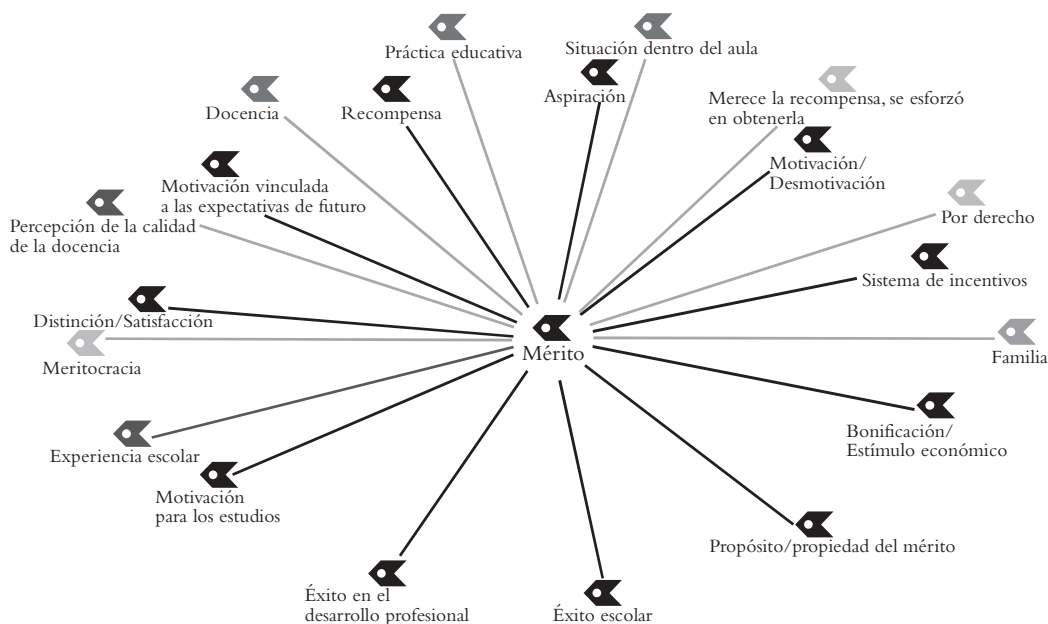 Práctica educativa
Situación dentro del aula
Docencia
Recompensa
Aspiración
Merece la recompensa, se esforzó
en obtenerla
Motivación/
Desmotivación
Motivación vinculada
a las expectativas de futuro
Percepción de la calidad
de la docencia
Por derecho
Sistema de incentivos
Distinción/Satisfacción
Meritocracia
Mérito
Familia
Experiencia escolar
Bonificación/
Estímulo económico
Motivación
para los estudios
Propósito/propiedad del mérito
Éxito en el
desarrollo profesional
Éxito escolar